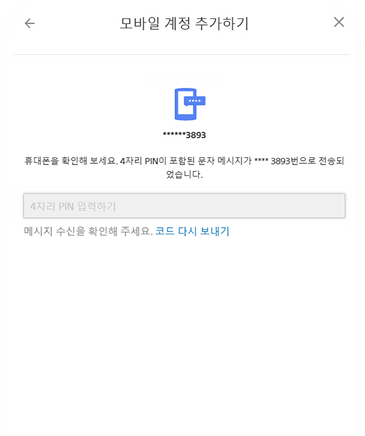 모바일 계정 추가하기
******3893
휴대폰을 확인해 보세요. 4자리 PIN이 포함된 문자 메시지가 **** 3893번으로 전송되
었습니다.
4자리 PIN 입력하기
메시지 수신을 확인해 주세요. 코드 다시 보내기